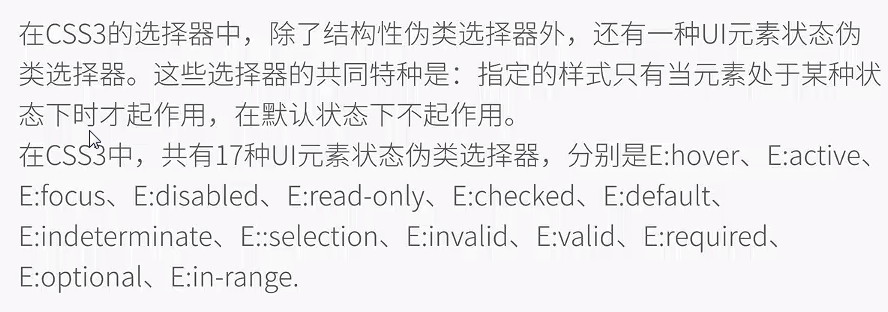 在CSS3的选择器中，除了结构性伪类选择器外，还有一种UI元素状态伪
类选择器。这些选择器的共同特种是：指定的样式只有当元素处于某种状
态下时才起作用，在默认状态下不起作用。
在CSS3中，共有17种UI元素状态伪类选择器，分别是E:hover、E:active、
E:focus、E:disabled、E:read-only、E:checked、E:default、
E:indeterminate、E::selection、E:invalid、E:valid、E:required、
E:optional、E:in-range.